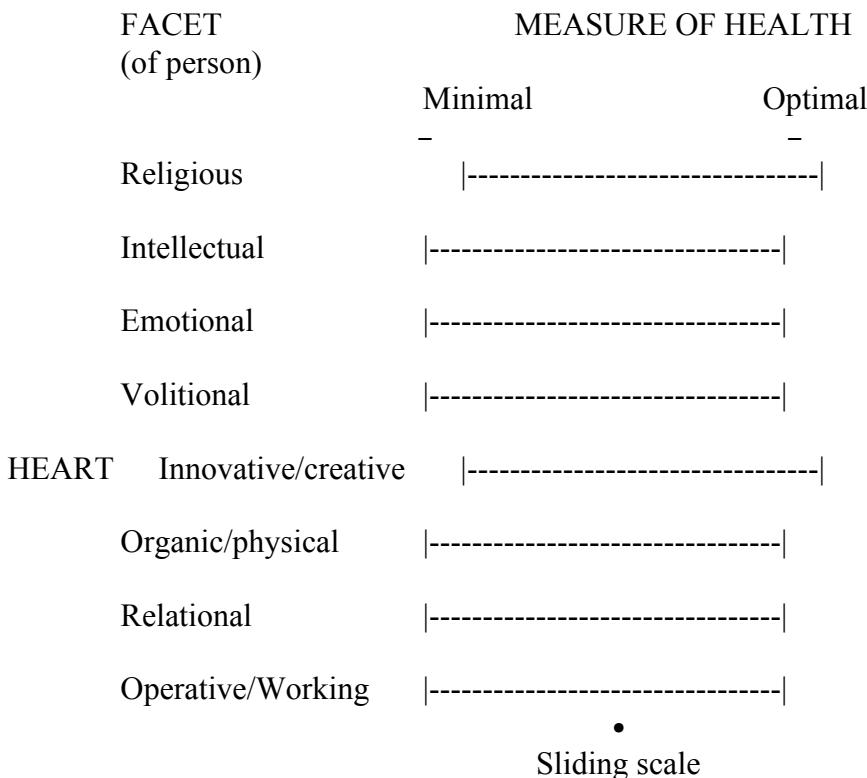 FACET MEASURE OF HEALTH
(of person)
Minimal Optimal
– –
Religious |---------------------------------|
Intellectual |---------------------------------|
Emotional |---------------------------------|
Volitional |---------------------------------|
HEART Innovative/creative |---------------------------------|
Organic/physical |---------------------------------|
Relational |---------------------------------|
Operative/Working |---------------------------------|
•
Sliding scale